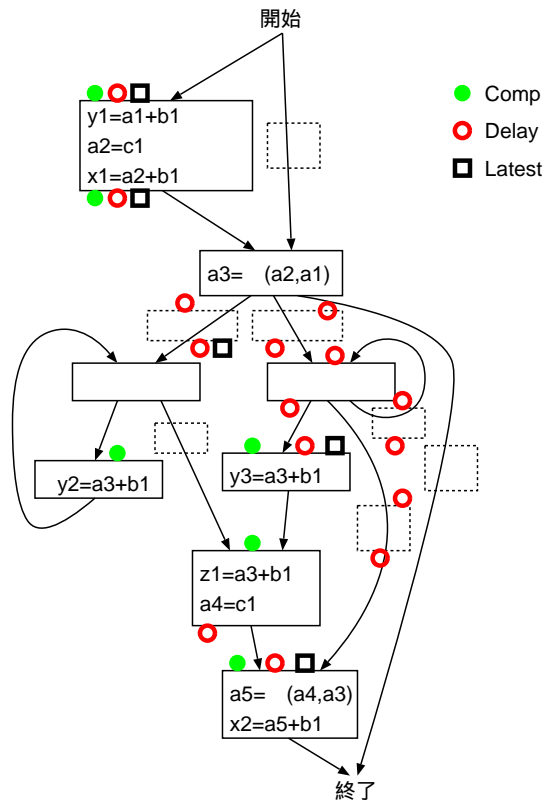 開始
Comp
Delay
Latest
y1=a1+b1
a2=c1
x1=a2+b1
a3= (a2,a1)
y2=a3+b1
y3=a3+b1
z1=a3+b1
a4=c1
a5= (a4,a3)
x2=a5+b1
終了